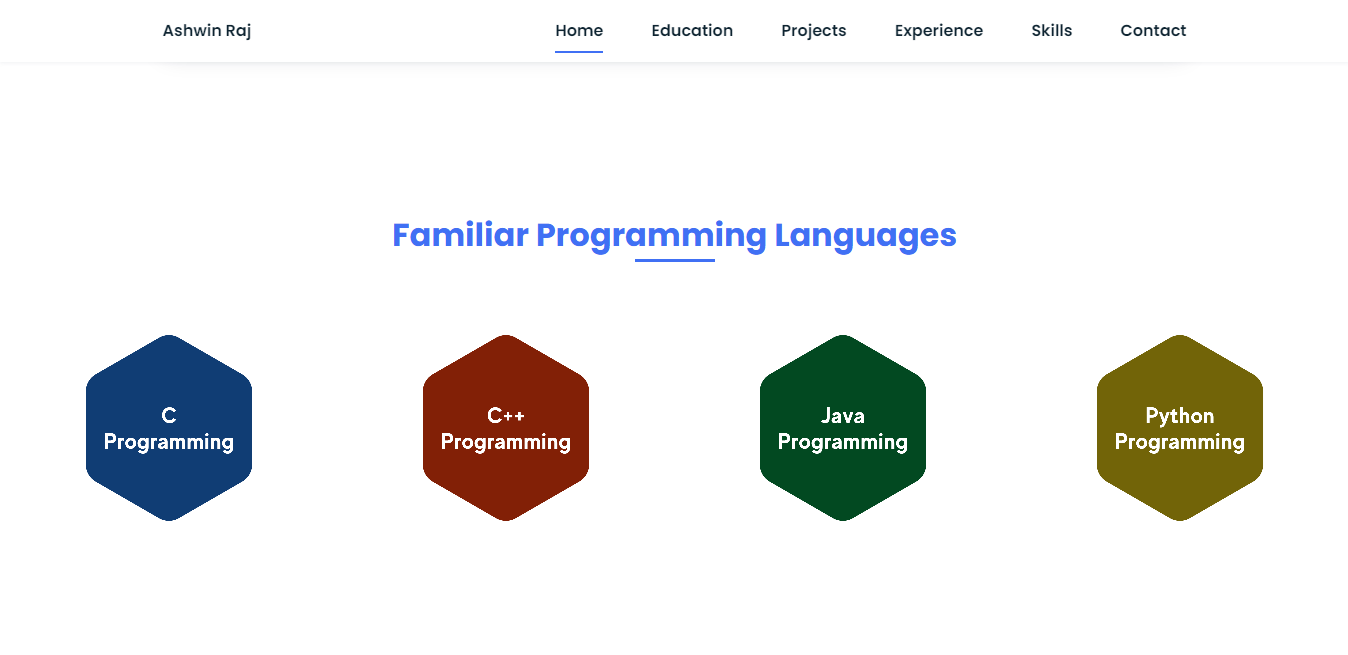 Ashwin Raj Home Education Projects Experience Skills Contact
Familiar Programming Languages
C
Programming
C++
Programming
Java
Programming
Python
Programming